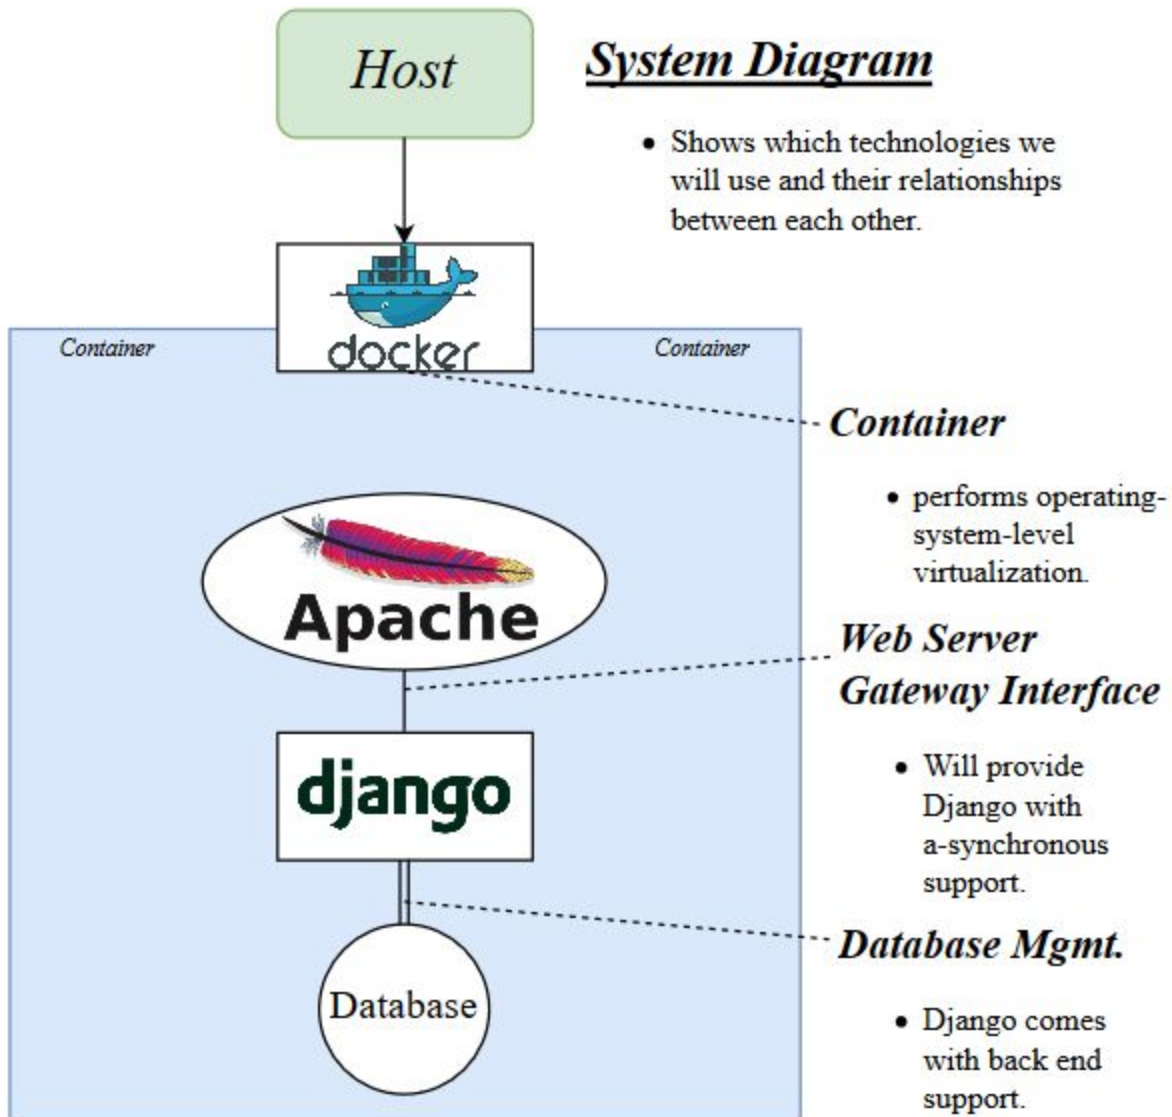 Host
System Diagram
• Shows which technologies we
will use and their relationships
between each other.
docker
Container
Container
Container
• performs operating-
system-level
virtualization.
Apache
Web Server
Gateway Interface
django
• Will provide
Django with
a-synchronous
support.
Database Mgmt.
Database
• Django comes
with back end
support.